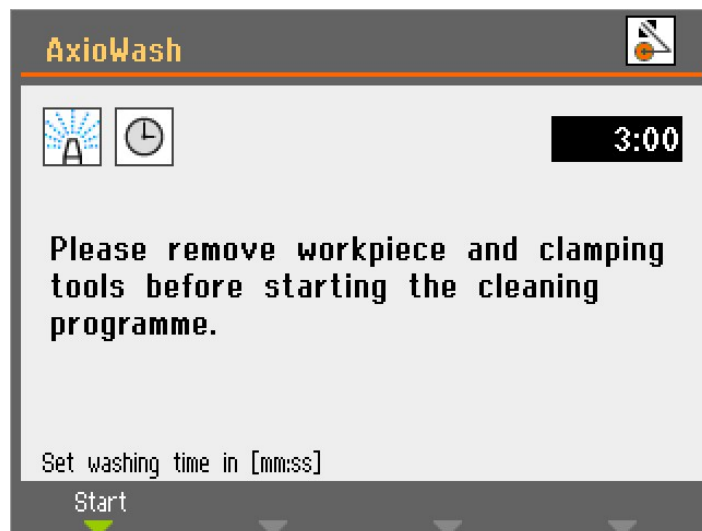 AxioWash
3:00
Please remove workpiece and clamping
tools before starting the cleaning
programme.
Set washing time in [mm:ss]
Start